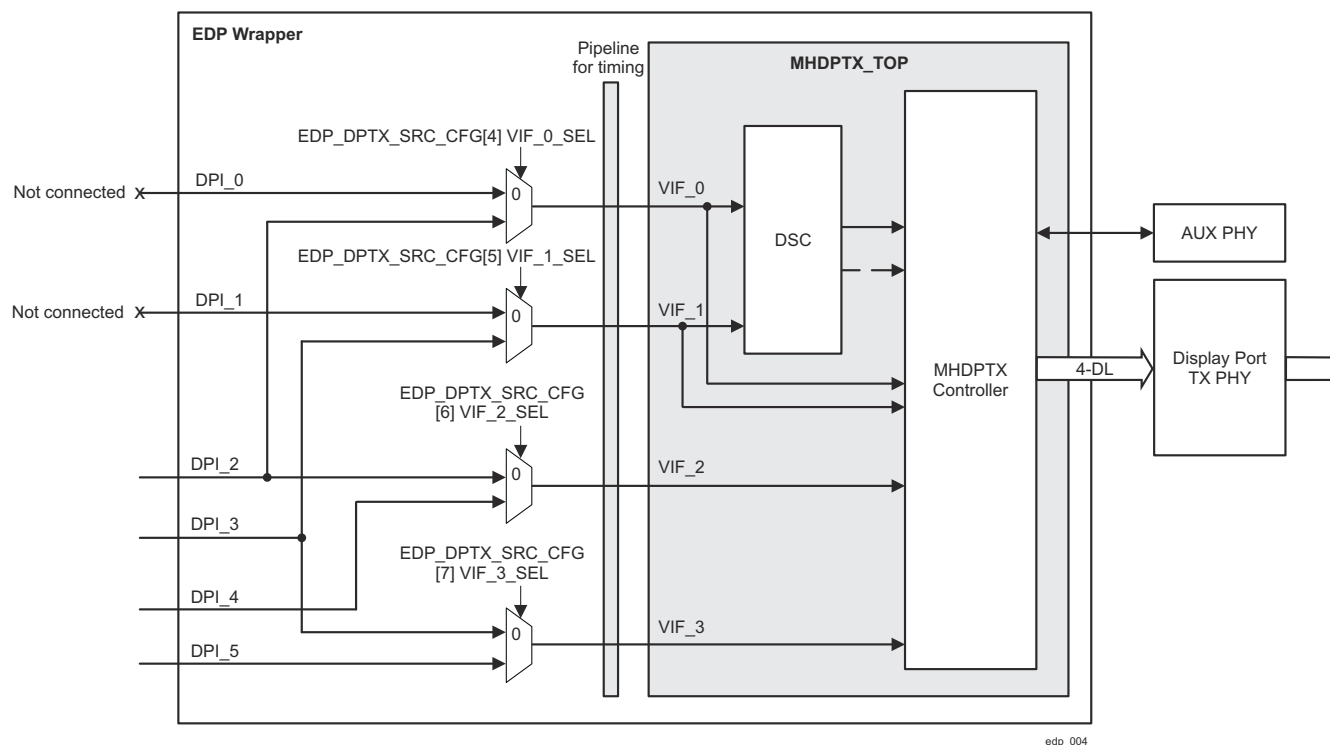 EDP Wrapper
Pipeline
for timing
MHDPTX_TOP
EDP_DPTX_SRC_CFG[4] VIF_0_SEL
Not connected X
DPI_0
0
VIF_0
DSC
AUX PHY
EDP_DPTX_SRC_CFG[5] VIF_1_SEL
Not connected X
DPI_1
0
VIF_1
MHDPTX
Controller
4-DL
Display Port
TX PHY
EDP_DPTX_SRC_CFG
[6] VIF_2_SEL
DPI_2
0
VIF_2
DPI_3
EDP_DPTX_SRC_CFG
[7] VIF_3_SEL
DPI_4
0
VIF_3
DPI_5
edp_004